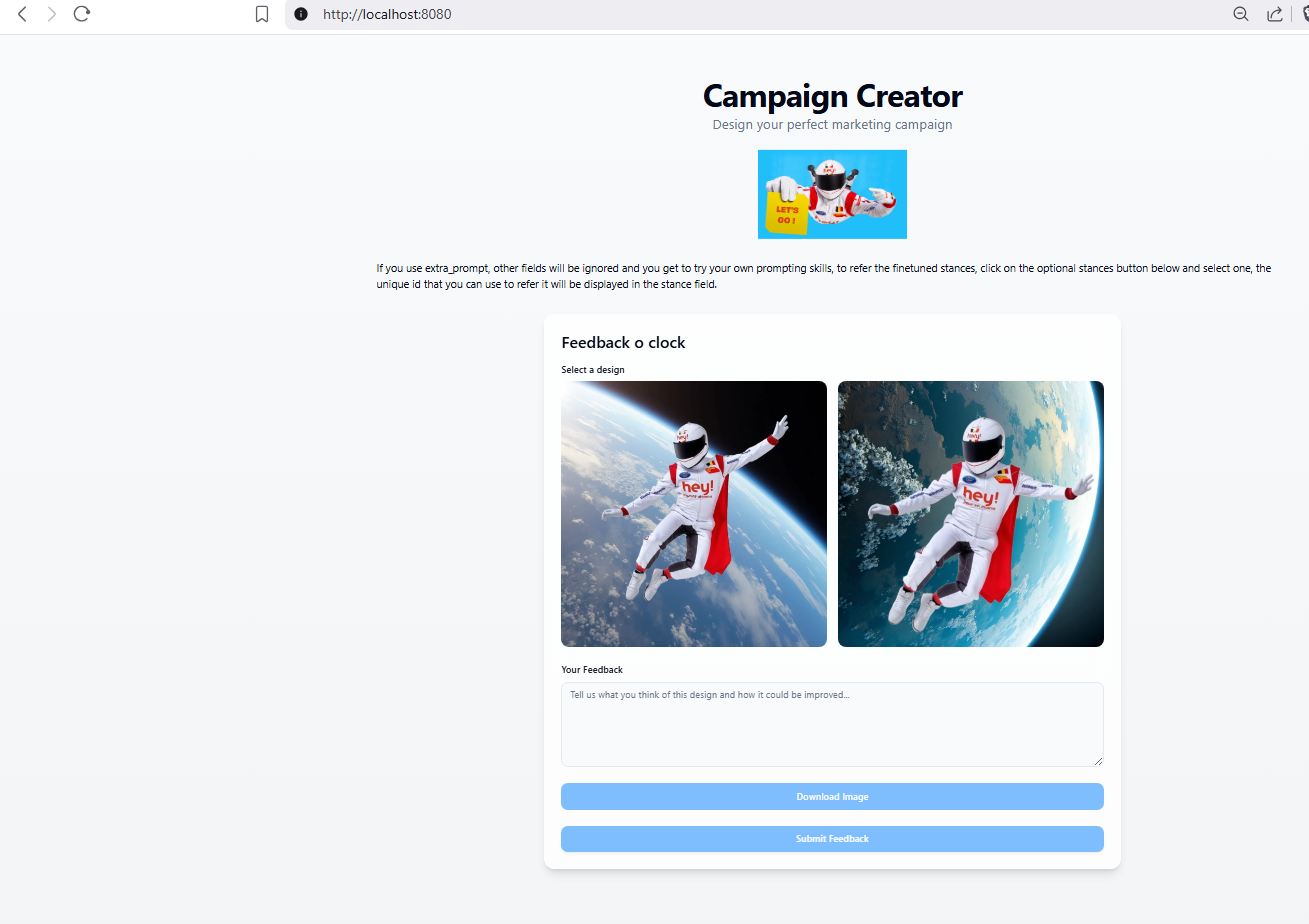 http://localhost:8080
Campaign Creator
Design your perfect marketing campaign
hey!
LET'S
GO !
If you use extra_prompt, other fields will be ignored and you get to try your own prompting skills, to refer the finetuned stances, click on the optional stances button below and select one, the
unique id that you can use to refer it will be displayed in the stance field.
Feedback o clock
Select a design
hey!
Ford
hey!
hey!
Ford
hey!
Your Feedback
Tell us what you think of this design and how it could be improved...
Download Image
Submit Feedback